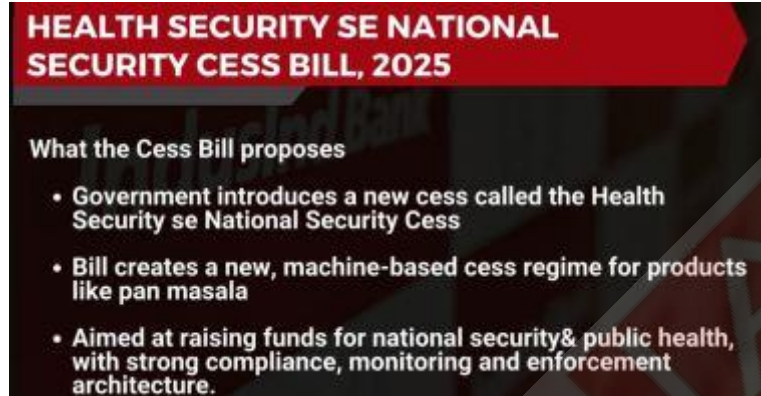 HEALTH SECURITY SE NATIONAL
SECURITY CESS BILL, 2025
IndusInd Bank
What the Cess Bill proposes
• Government introduces a new cess called the Health
Security se National Security Cess
• Bill creates a new, machine-based cess regime for products
like pan masala
• Aimed at raising funds for national security& public health,
with strong compliance, monitoring and enforcement
architecture.